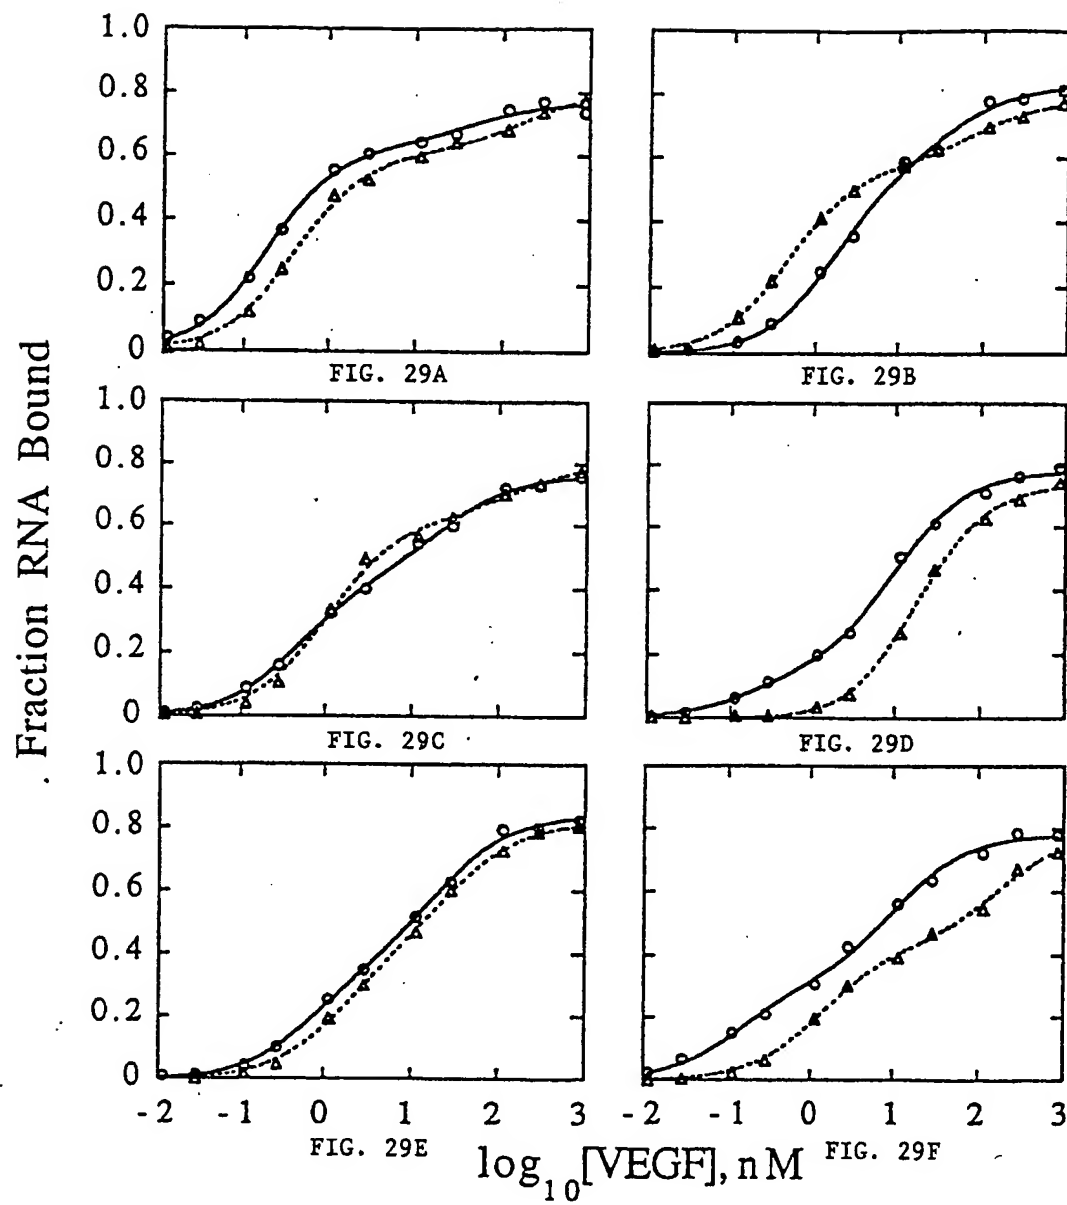 1.0
0.8
0.6
0.4
0.2
0
FIG. 29A
FIG. 29B
1.0
0.8
0.6
0.4
0.2
0
FIG. 29C
FIG. 29D
1.0
0.8
0.6
0.4
0.2
0
-2 -1 0 1 2 3
-2 -1 0 1 2 3
FIG. 29E
FIG. 29F
Fraction RNA Bound
log10[VEGF], nM